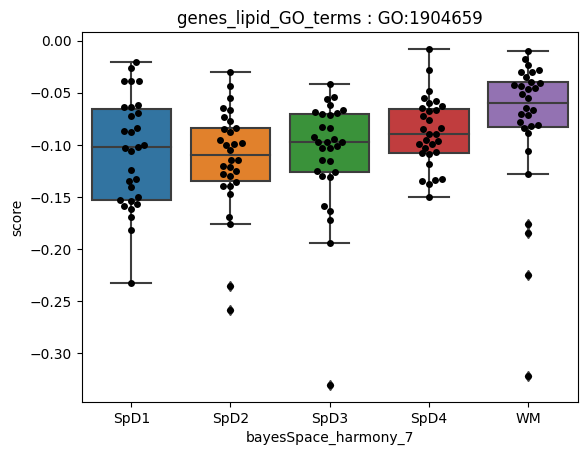 genes_lipid_GO_terms : GO:1904659
0.00
−0.05
−0.10
−0.15
−0.20
−0.25
−0.30
score
SpD1 SpD2 SpD3 SpD4 WM
bayesSpace_harmony_7